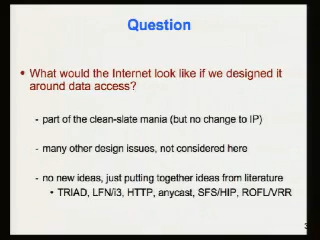 Question
• What would the Internet look like if we designed it
around data access?
- part of the clean-slate mania (but no change to IP)
- many other design issues, not considered here
- no new ideas, just putting together ideas from literature
• TRIAD, LFN/i3, HTTP, anycast, SFS/HIP, ROFL/VRR
3